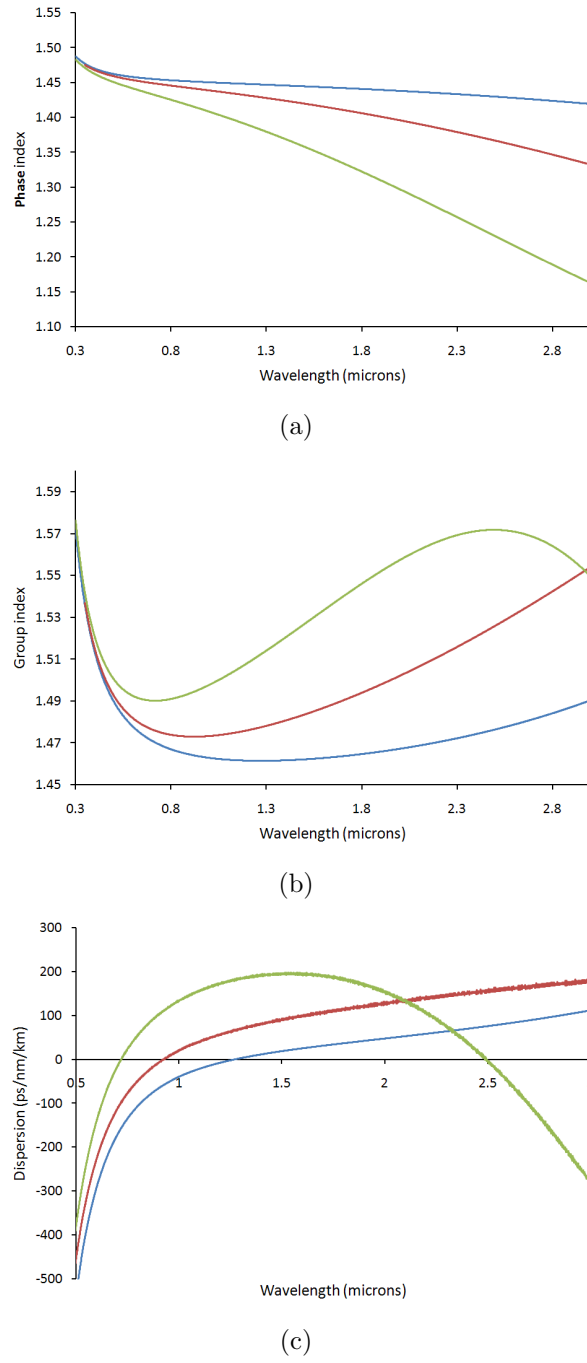 1.55
1.50
1.45
1.40
1.35
1.30
1.25
1.20
1.15
1.10
Phase index
0.3 0.8 1.3 1.8 2.3 2.8
Wavelength (microns)
(a)
1.59
1.57
1.55
1.53
1.51
1.49
1.47
1.45
Group index
0.3 0.8 1.3 1.8 2.3 2.8
Wavelength (microns)
(b)
300
200
100
0
-100
-200
-300
-400
-500
Dispersion (ps/nm/km)
0.5 1 1.5 2 2.5
Wavelength (microns)
(c)